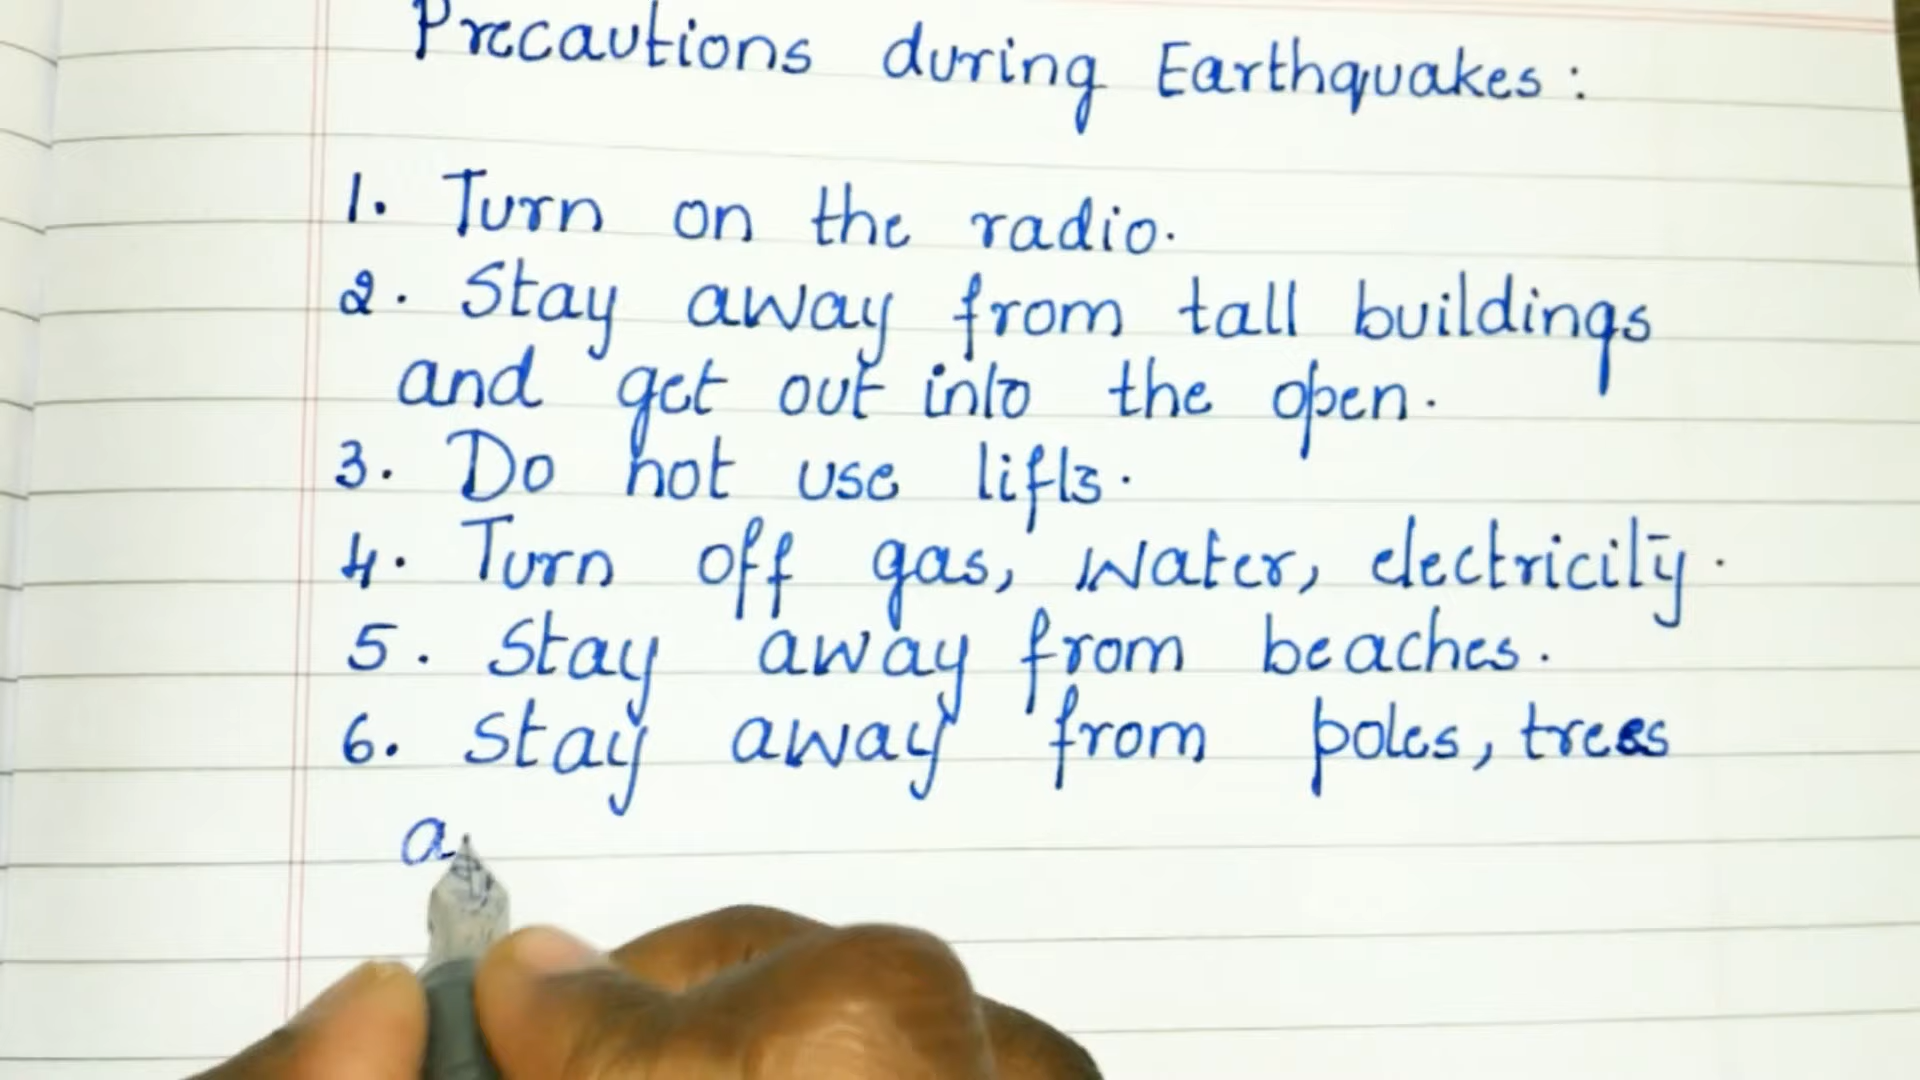 Precautions during Earthquakes :
1. Turn on the radio.
2. Stay away from tall buildings
and get out into the open.
3. Do not use lifts.
4. Turn off gas, water, electricity.
5. Stay away from beaches.
6. Stay away from poles, trees
a